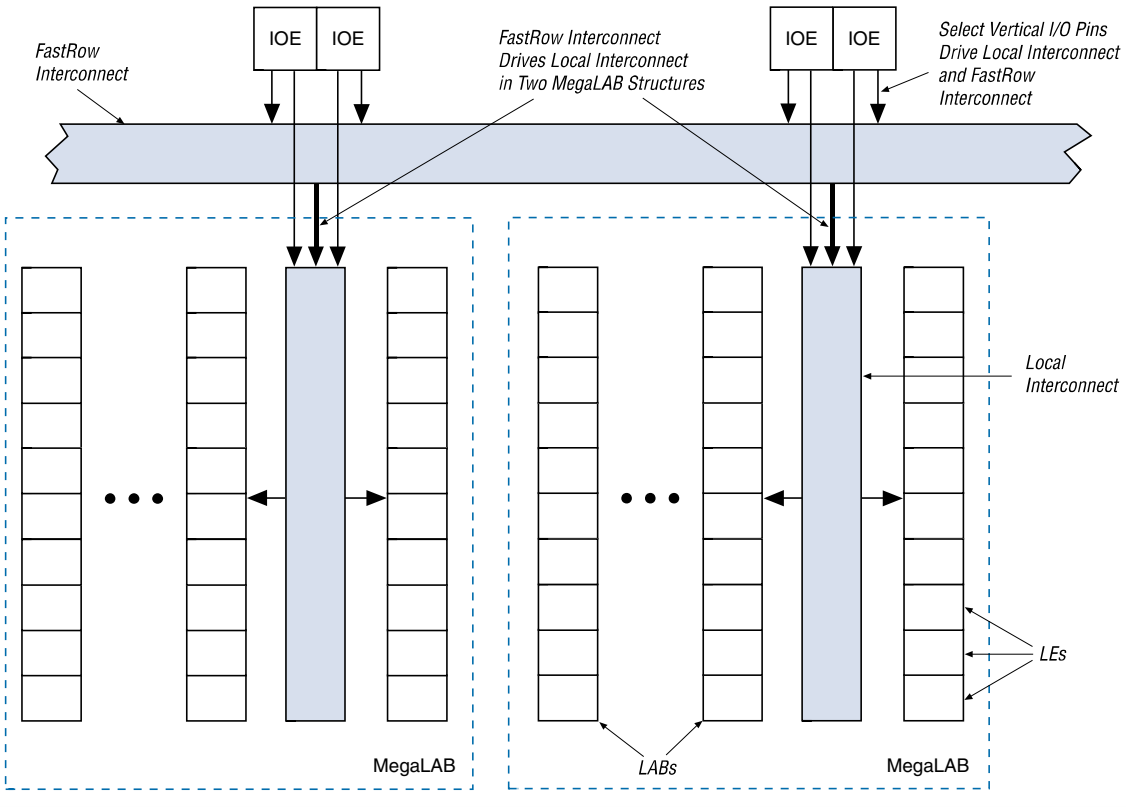 IOE
IOE
IOE
IOE
FastRow
Interconnect
FastRow Interconnect
Drives Local Interconnect
in Two MegaLAB Structures
Select Vertical I/O Pins
Drive Local Interconnect
and FastRow
Interconnect
Local
Interconnect
LEs
LABs
MegaLAB
MegaLAB